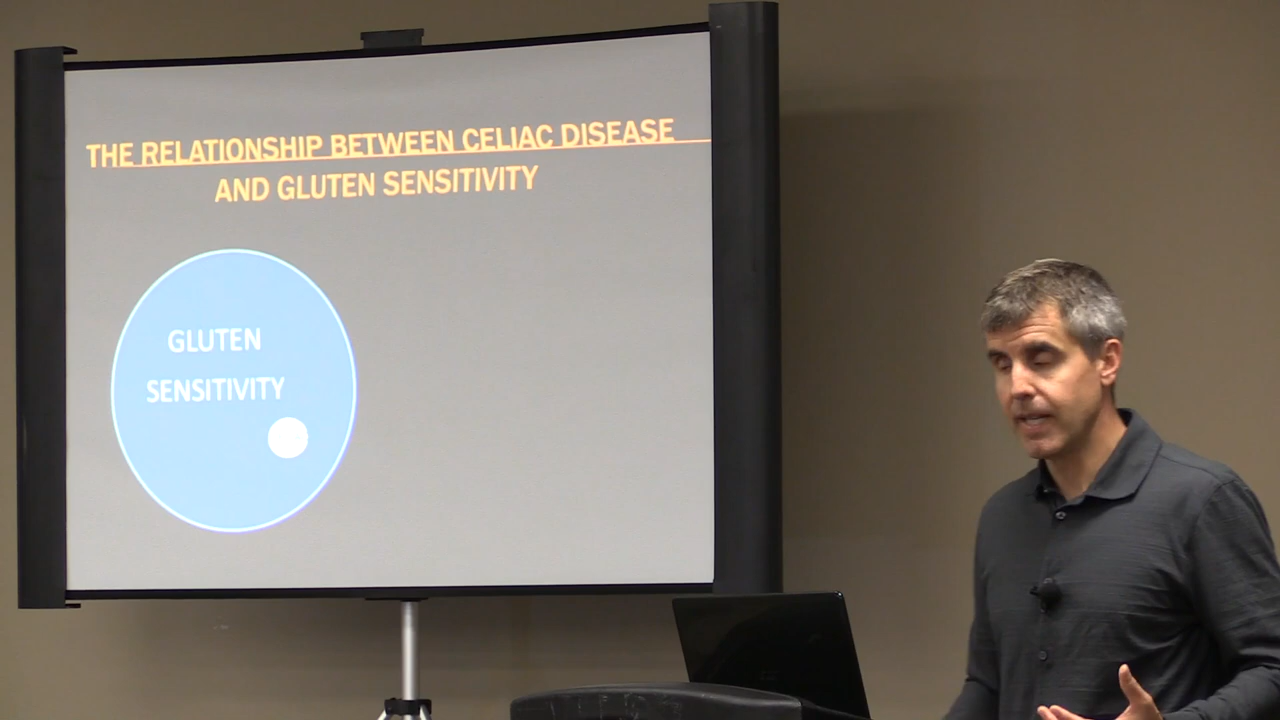 THE RELATIONSHIP BETWEEN CELIAC DISEASE
AND GLUTEN SENSITIVITY
GLUTEN
SENSITIVITY